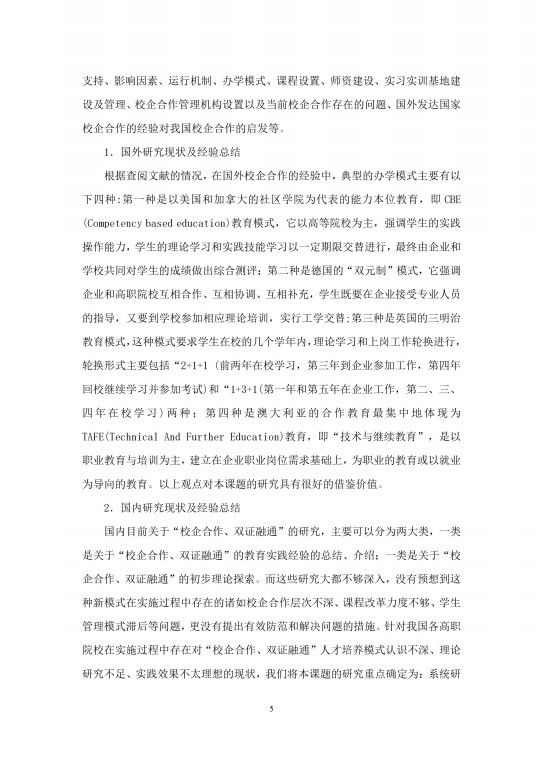 支持、影响因素、运行机制、办学模式、课程设置、师资建设、实习实训基地建
设及管理、校企合作管理机构设置以及当前校企合作存在的问题、国外发达国家
校企合作的经验对我国校企合作的启发等。
1．国外研究现状及经验总结
根据查阅文献的情况，在国外校企合作的经验中，典型的办学模式主要有以
下四种：第一种是以美国和加拿大的社区学院为代表的能力本位教育，即 CBE
(Competency based education)教育模式，它以高等院校为主，强调学生的实践
操作能力，学生的理论学习和实践技能学习以一定期限交替进行，最终由企业和
学校共同对学生的成绩做出综合测评；第二种是德国的“双元制”模式，它强调
企业和高职院校互相合作、互相协调、互相补充，学生既要在企业接受专业人员
的指导，又要到学校参加相应理论培训，实行工学交替；第三种是英国的三明治
教育模式，这种模式要求学生在校的几个学年内，理论学习和上岗工作轮换进行，
轮换形式主要包括“2+1+1 (前两年在校学习，第三年到企业参加工作，第四年
回校继续学习并参加考试)和“1+3+1(第一年和第五年在企业工作，第二、三、
四年在校学习)两种；第四种是澳大利亚的合作教育最集中地体现为
TAFE(Technical And Further Education)教育，即“技术与继续教育”，是以
职业教育与培训为主，建立在企业职业岗位需求基础上，为职业的教育或以就业
为导向的教育。以上观点对本课题的研究具有很好的借鉴价值。
2．国内研究现状及经验总结
国内目前关于“校企合作、双证融通”的研究，主要可以分为两大类，一类
是关于“校企合作、双证融通”的教育实践经验的总结、介绍；一类是关于“校
企合作、双证融通”的初步理论探索。而这些研究大都不够深入，没有预想到这
种新模式在实施过程中存在的诸如校企合作层次不深、课程改革力度不够、学生
管理模式滞后等问题，更没有提出有效防范和解决问题的措施。针对我国各高职
院校在实施过程中存在对“校企合作、双证融通”人才培养模式认识不深、理论
研究不足、实践效果不太理想的现状，我们将本课题的研究重点确定为：系统研
5